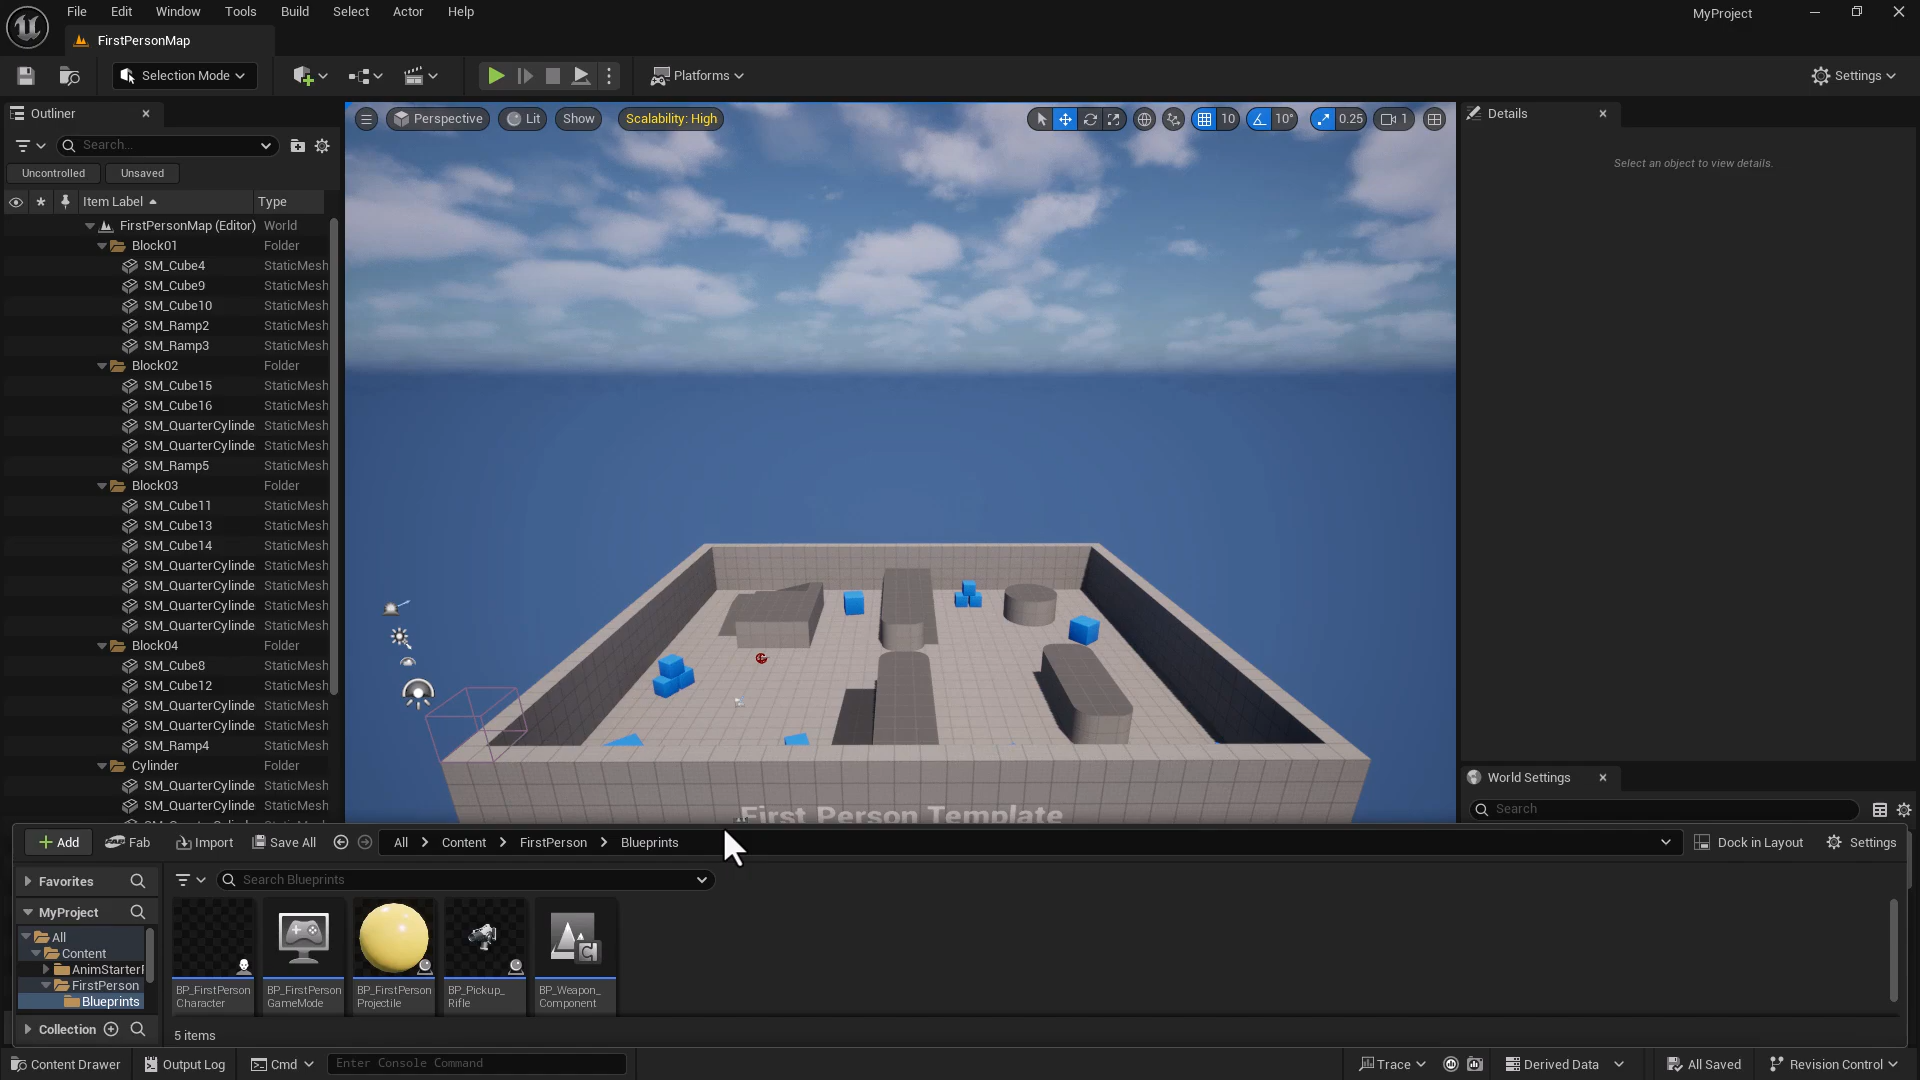 File Edit Window Tools Build Select Actor Help
MyProject
FirstPersonMap
Selection Mode
Platforms
Settings
Outliner
Search...
Uncontrolled Unsaved
Item Label Type
FirstPersonMap (Editor) World
Block01 Folder
SM_Cube4 StaticMesh
SM_Cube9 StaticMesh
SM_Cube10 StaticMesh
SM_Ramp2 StaticMesh
SM_Ramp3 StaticMesh
Block02 Folder
SM_Cube15 StaticMesh
SM_Cube16 StaticMesh
SM_QuarterCylinde StaticMesh
SM_QuarterCylinde StaticMesh
SM_Ramp5 StaticMesh
Block03 Folder
SM_Cube11 StaticMesh
SM_Cube13 StaticMesh
SM_Cube14 StaticMesh
SM_QuarterCylinde StaticMesh
SM_QuarterCylinde StaticMesh
SM_QuarterCylinde StaticMesh
SM_QuarterCylinde StaticMesh
Block04 Folder
SM_Cube8 StaticMesh
SM_Cube12 StaticMesh
SM_QuarterCylinde StaticMesh
SM_QuarterCylinde StaticMesh
SM_Ramp4 StaticMesh
Cylinder Folder
SM_QuarterCylinde StaticMesh
SM_QuarterCylinde StaticMesh
Perspective Lit Show Scalability: High
10 10° 0.25 1
First Person Template
Details
Select an object to view details.
World Settings
Search
Add Fab Import Save All All Content FirstPerson Blueprints Dock in Layout Settings
Favorites
MyProject
All
Content
AnimStarterP
FirstPerson
Blueprints
Collection
Search Blueprints
BP_FirstPerson
Character
BP_FirstPerson
GameMode
BP_FirstPerson
Projectile
BP_Pickup_
Rifle
BP_Weapon_
Component
5 items
Content Drawer Output Log Cmd Enter Console Command Trace Derived Data All Saved Revision Control